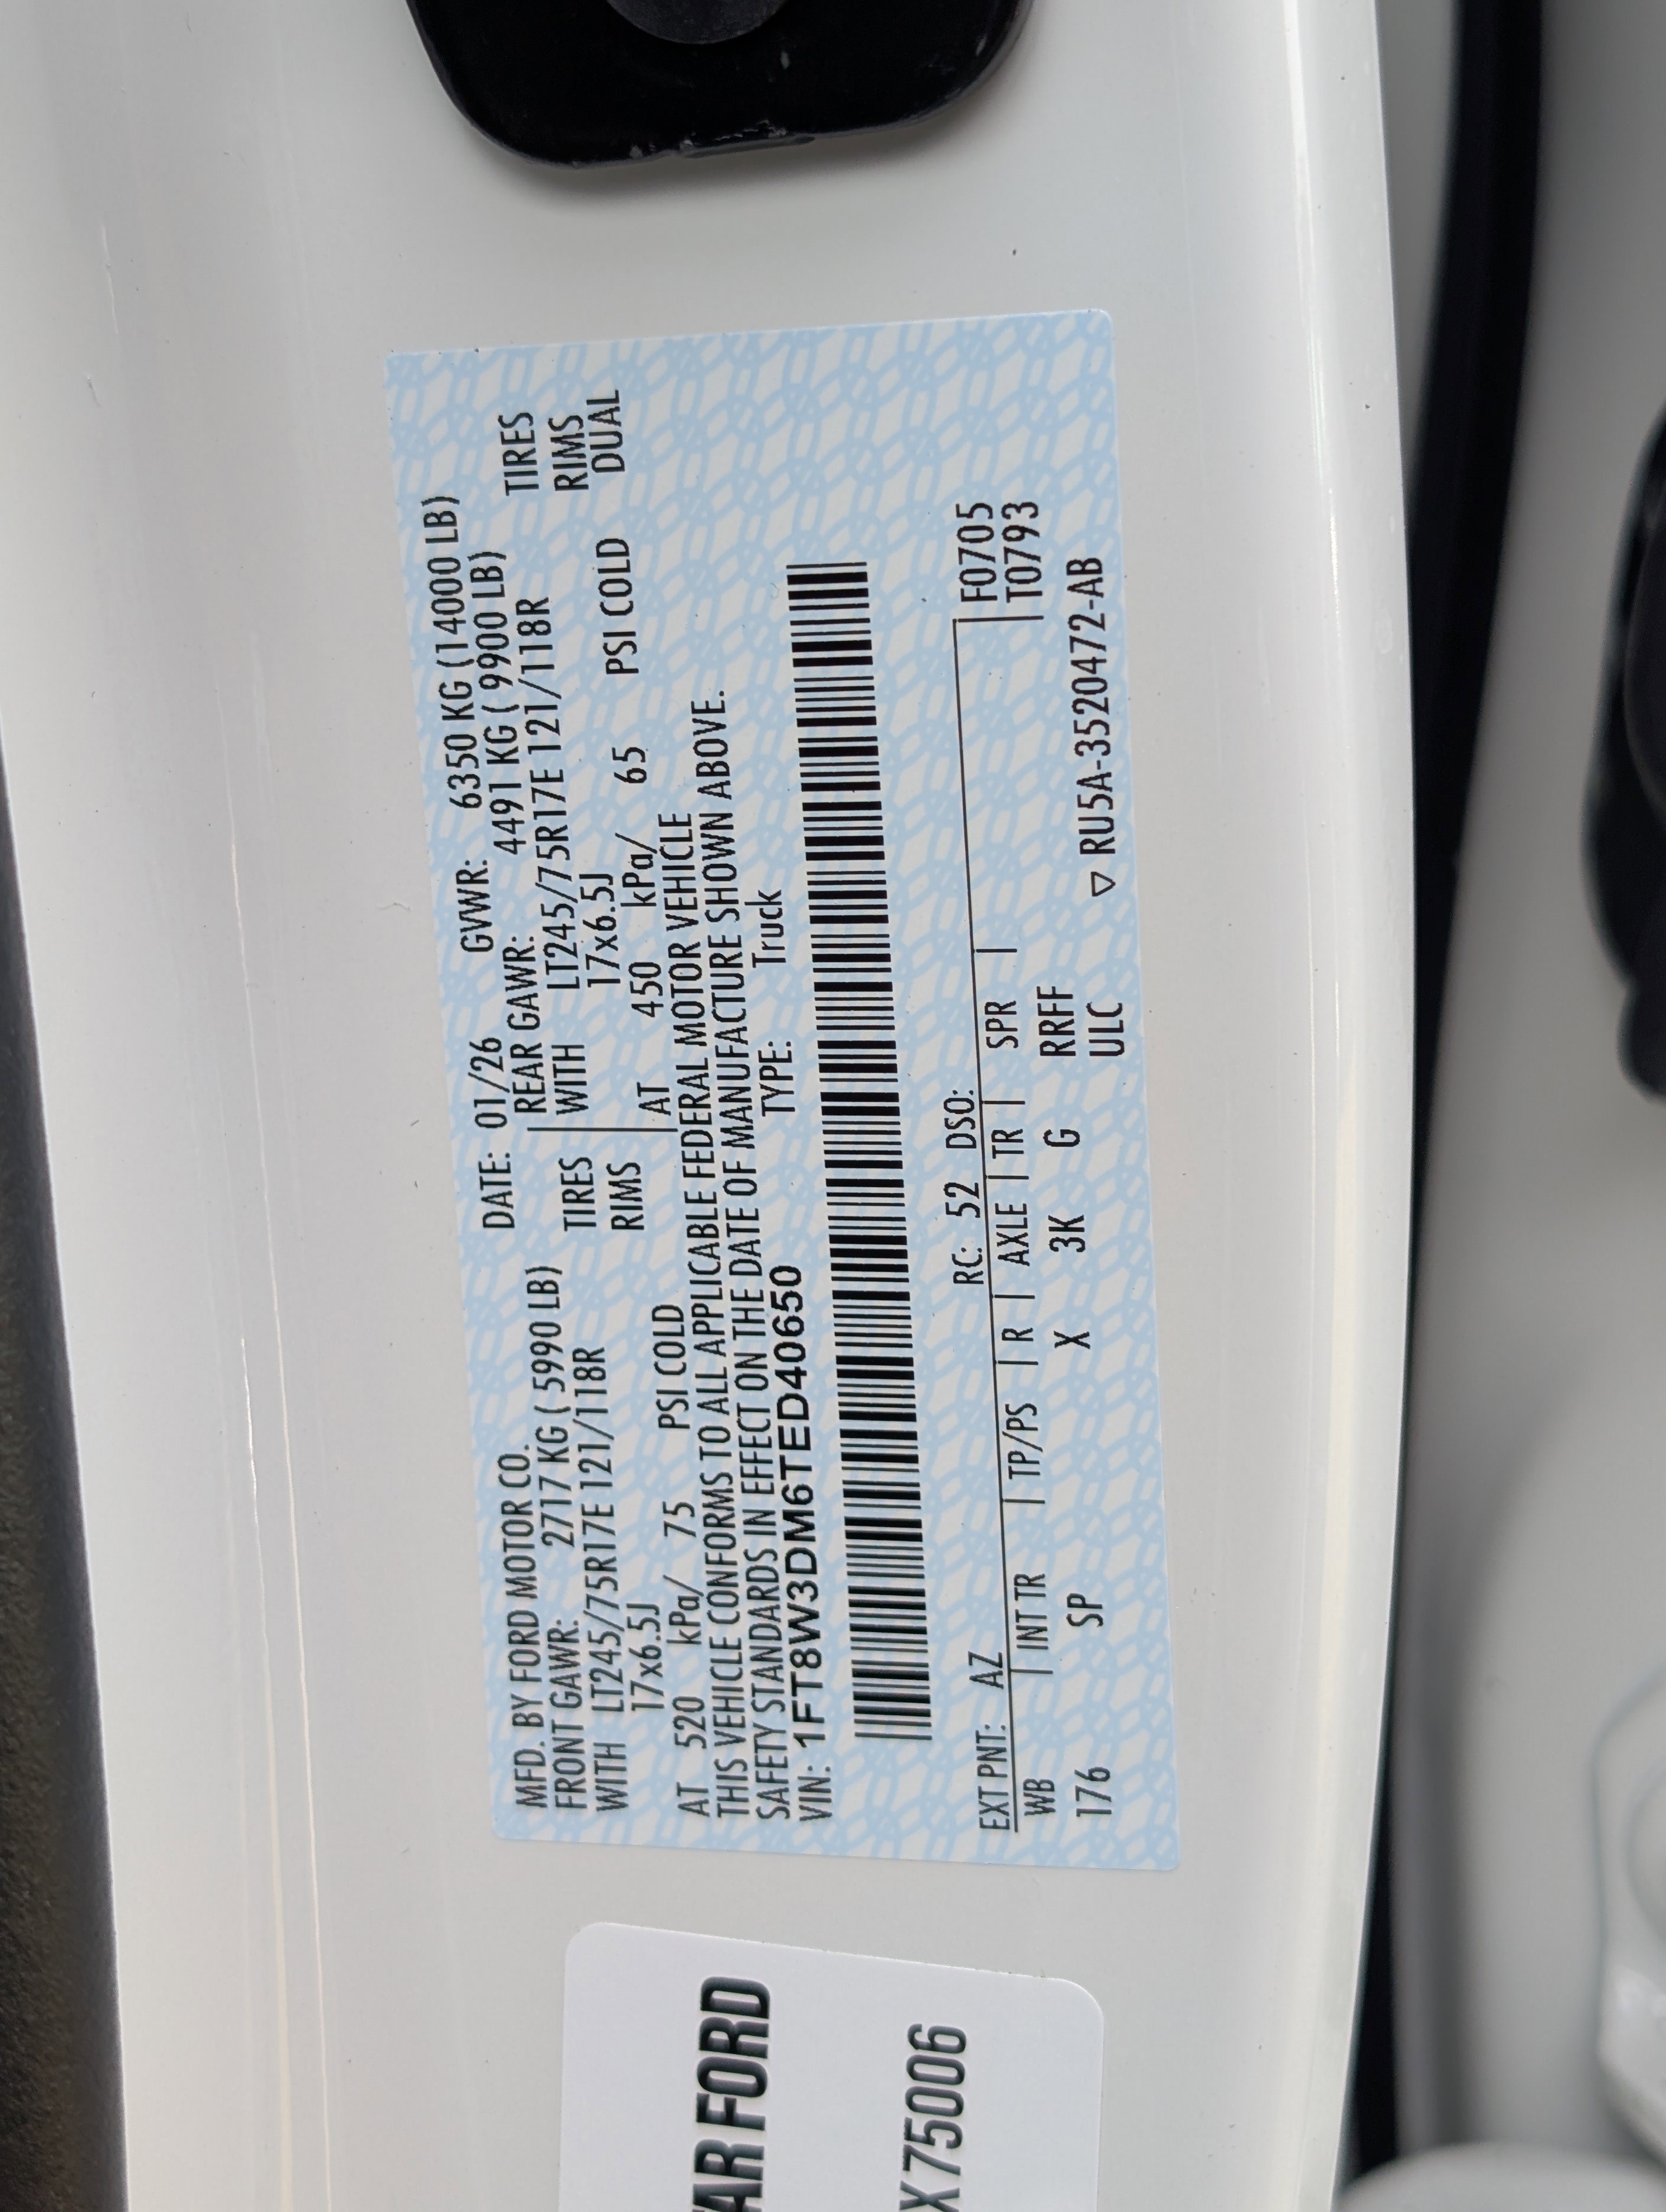 MFD. BY FORD MOTOR CO. DATE: 01/26 GVWR: 6350 KG (14000 LB)
FRONT GAWR: 2717 KG ( 5990 LB) REAR GAWR: 4491 KG ( 9900 LB)
WITH LT245/75R17E 121/118R TIRES WITH LT245/75R17E 121/118R TIRES
17x6.5J RIMS 17x6.5J RIMS
AT 520 kPa/ 75 PSI COLD AT 450 kPa/ 65 PSI COLD DUAL
THIS VEHICLE CONFORMS TO ALL APPLICABLE FEDERAL MOTOR VEHICLE
SAFETY STANDARDS IN EFFECT ON THE DATE OF MANUFACTURE SHOWN ABOVE.
VIN: 1FT8W3DM6TED40650 TYPE: Truck
EXT PNT: AZ RC: 52 DSO:
WB | INT TR | TP/PS | R | AXLE | TR | SPR | F0705
176 SP X 3K G RRFF T0793
ULC ▽ RU5A-3520472-AB
AR FORD
X75006